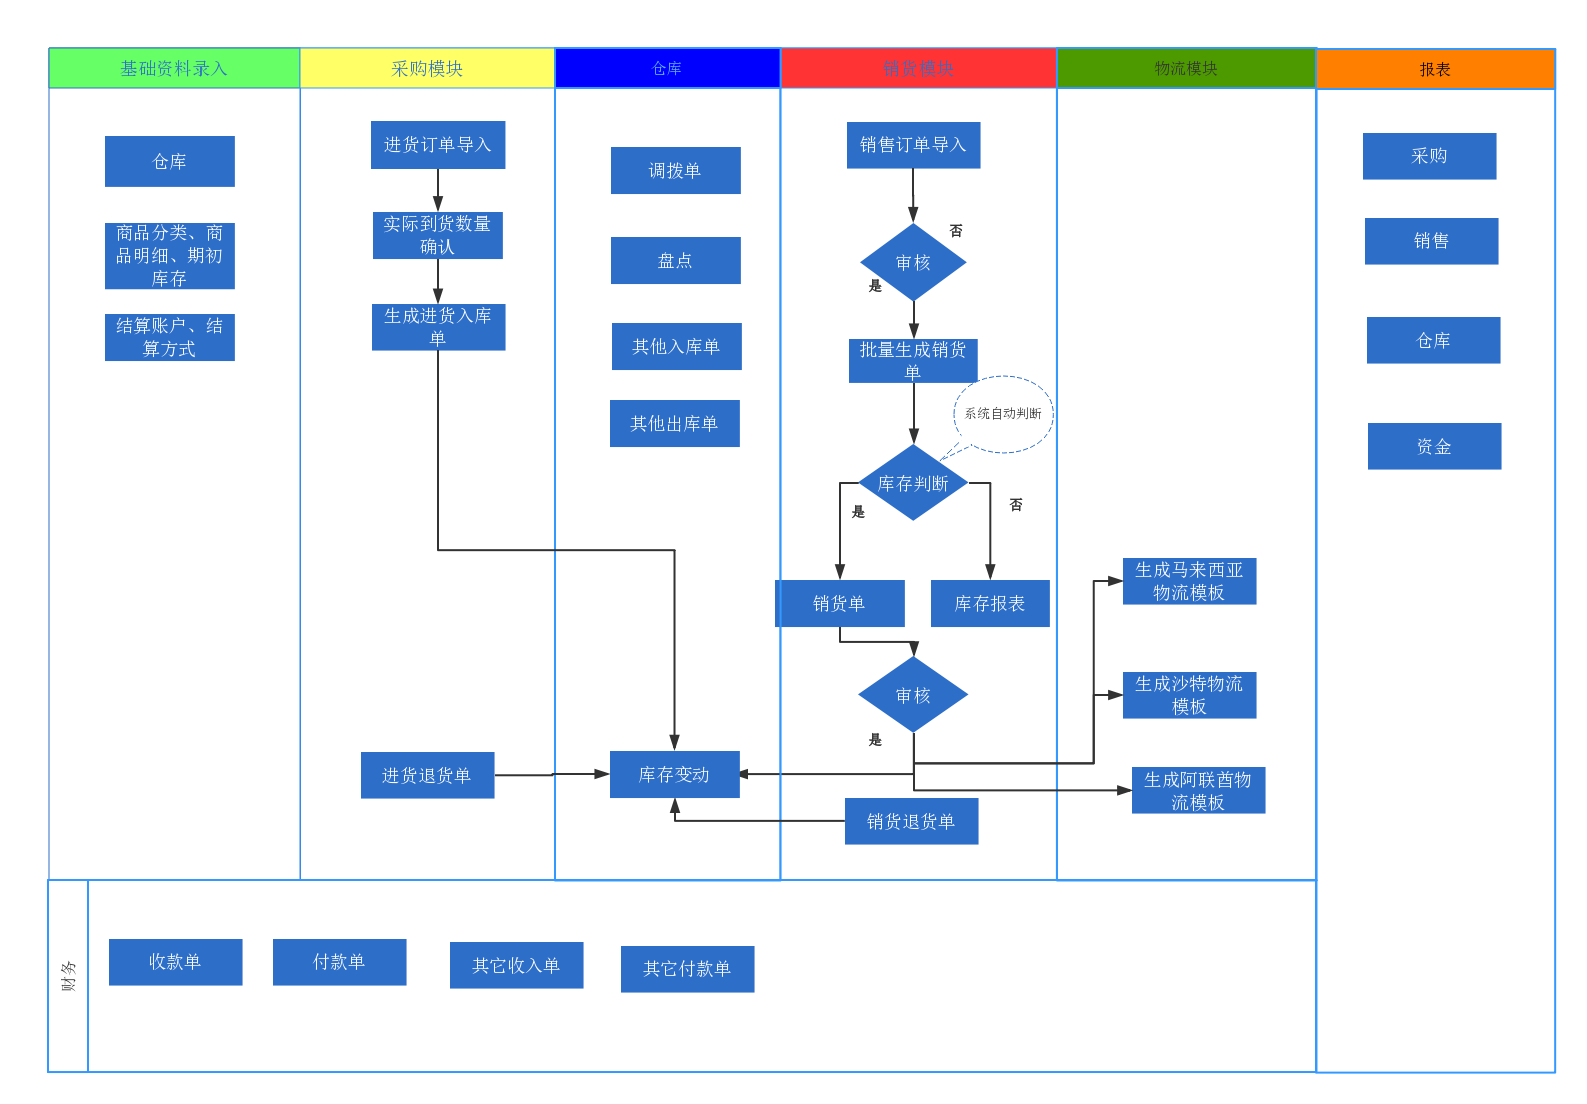 基础资料录入
采购模块
仓库
销货模块
物流模块
报表
仓库
商品分类、商
品明细、期初
库存
结算账户、结
算方式
进货订单导入
实际到货数量
确认
生成进货入库
单
进货退货单
调拨单
盘点
其他入库单
其他出库单
库存变动
销售订单导入
否
审核
是
批量生成销货
单
系统自动判断
库存判断
是
否
销货单
库存报表
审核
是
销货退货单
生成马来西亚
物流模板
生成沙特物流
模板
生成阿联酋物
流模板
采购
销售
仓库
资金
财务
收款单
付款单
其它收入单
其它付款单